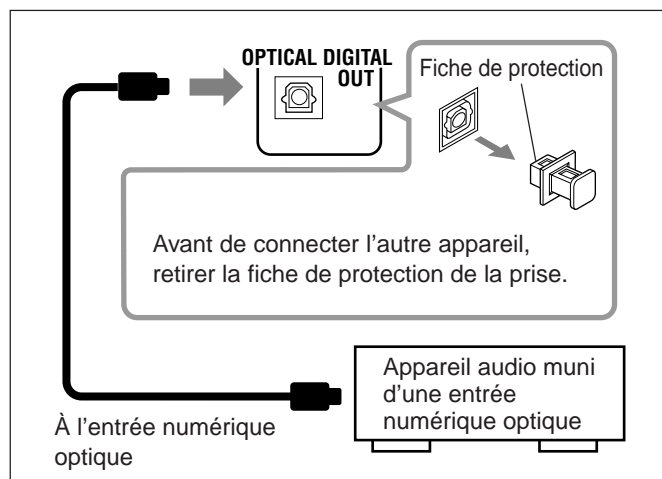 OPTICAL DIGITAL
OUT
Fiche de protection
Avant de connecter l’autre appareil,
retirer la fiche de protection de la prise.
Appareil audio muni
d’une entrée
numérique optique
À l’entrée numérique
optique